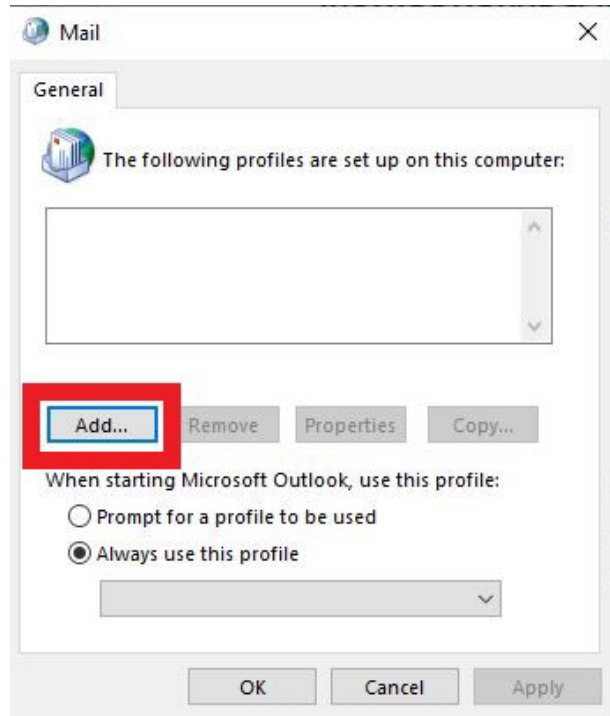 Mail
General
The following profiles are set up on this computer:
Add... Remove Properties Copy...
When starting Microsoft Outlook, use this profile:
Prompt for a profile to be used
Always use this profile
OK Cancel Apply